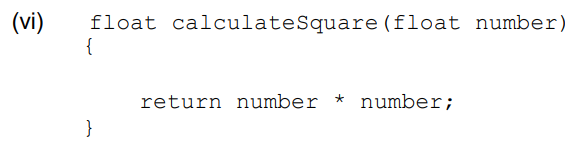 (vi) float calculateSquare(float number)
{
return number * number;
}